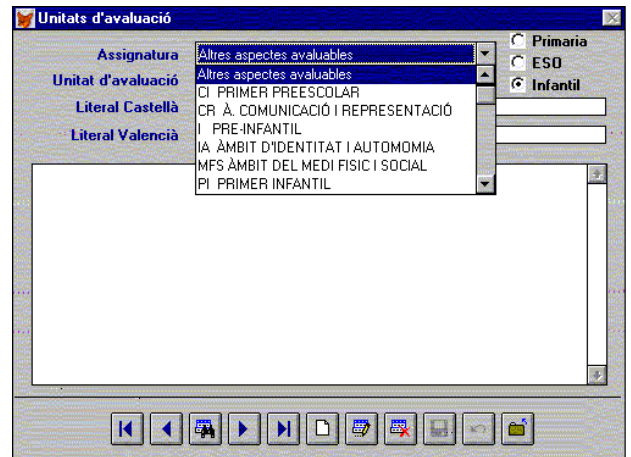 Unitats d'avaluació
Assignatura
Altres aspectes avaluables
Primaria
ESO
Infantil
Unitat d'avaluació
Literal Castellà
Literal Valencià
Altres aspectes avaluables
CI PRIMER PREESCOLAR
CR À. COMUNICACIÓ I REPRESENTACIÓ
I PRE-INFANTIL
IA ÀMBIT D'IDENTITAT I AUTOMOMIA
MFS ÀMBIT DEL MEDI FISIC I SOCIAL
PI PRIMER INFANTIL